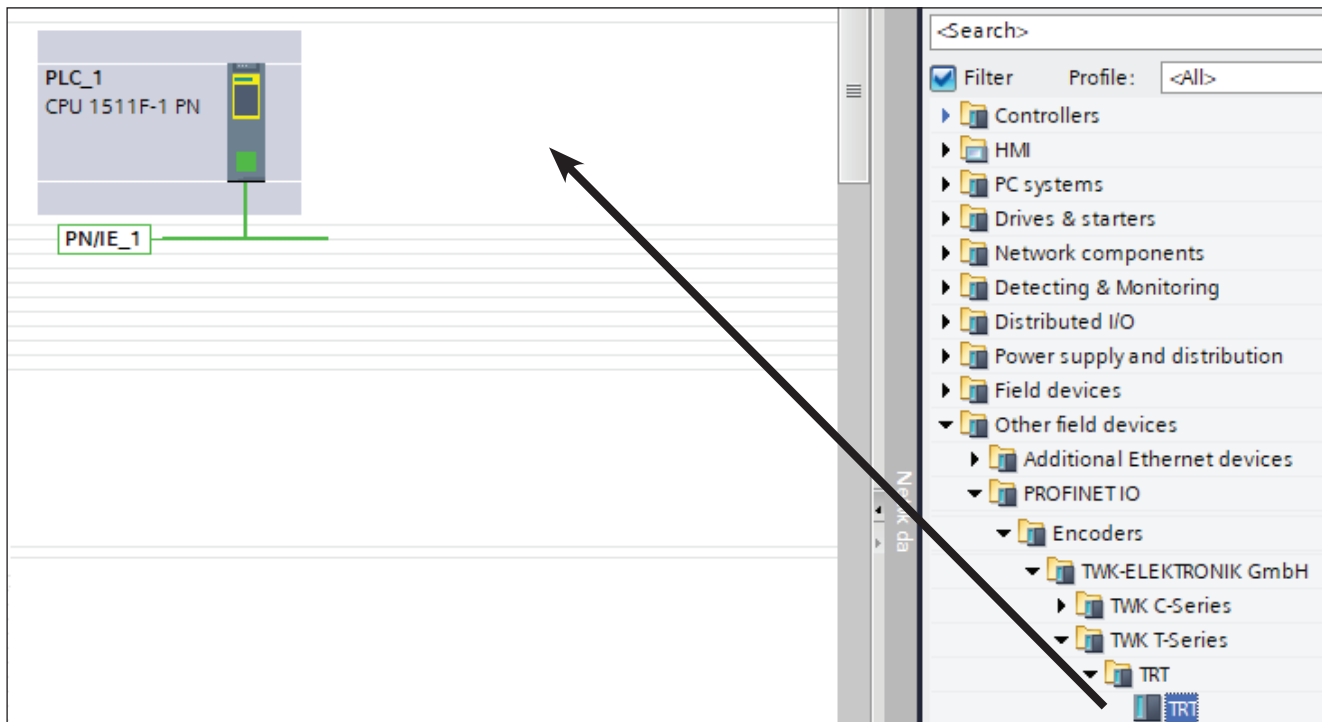 PLC_1
CPU 1511F-1 PN
PN/IE_1
<Search>
Filter Profile: <All>
Controllers
HMI
PC systems
Drives & starters
Network components
Detecting & Monitoring
Distributed I/O
Power supply and distribution
Field devices
Other field devices
Additional Ethernet devices
PROFINET IO
Encoders
TWK-ELEKTRONIK GmbH
TWK C-Series
TWK T-Series
TRT
TRT